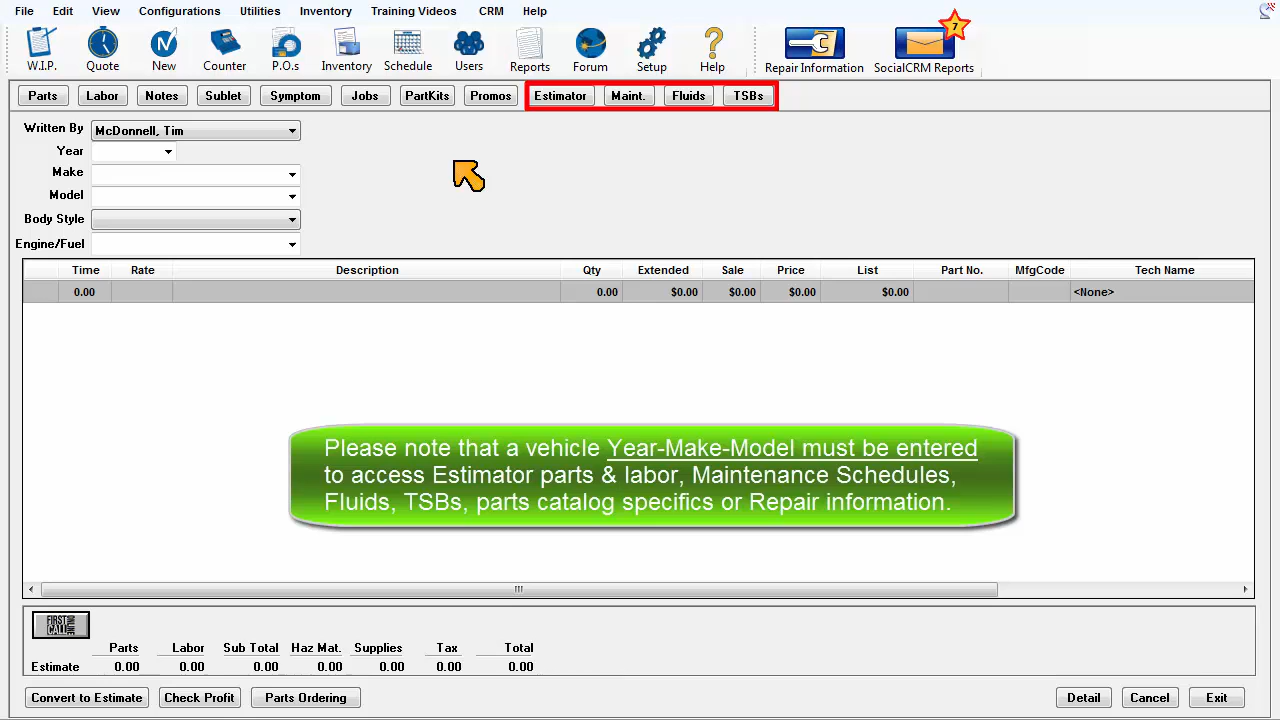 File Edit View Configurations Utilities Inventory Training Videos CRM Help
W.I.P. Quote New Counter P.O.s Inventory Schedule Users Reports Forum Setup Help Repair Information SocialCRM Reports
7
Parts Labor Notes Sublet Symptom Jobs PartKits Promos Estimator Maint. Fluids TSBs
Written By McDonnell, Tim
Year
Make
Model
Body Style
Engine/Fuel
Time Rate Description Qty Extended Sale Price List Part No. MfgCode Tech Name
0.00 0.00 $0.00 $0.00 $0.00 $0.00 <None>
Please note that a vehicle Year-Make-Model must be entered
to access Estimator parts & labor, Maintenance Schedules,
Fluids, TSBs, parts catalog specifics or Repair information.
FIRST
CALL
Parts Labor Sub Total Haz Mat. Supplies Tax Total
Estimate 0.00 0.00 0.00 0.00 0.00 0.00 0.00
Convert to Estimate Check Profit Parts Ordering Detail Cancel Exit